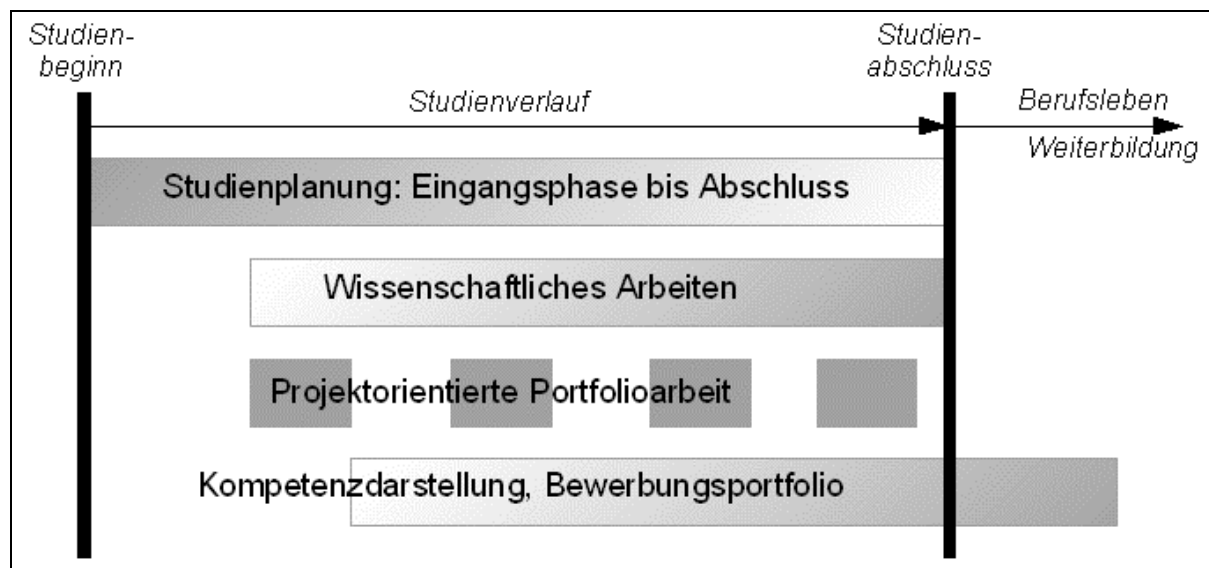 Studien-
beginn
Studien-
abschluss
Studienverlauf
Berufsleben
Weiterbildung
Studienplanung: Eingangsphase bis Abschluss
Wissenschaftliches Arbeiten
Projektorientierte Portfolioarbeit
Kompetenzdarstellung, Bewerbungsportfolio